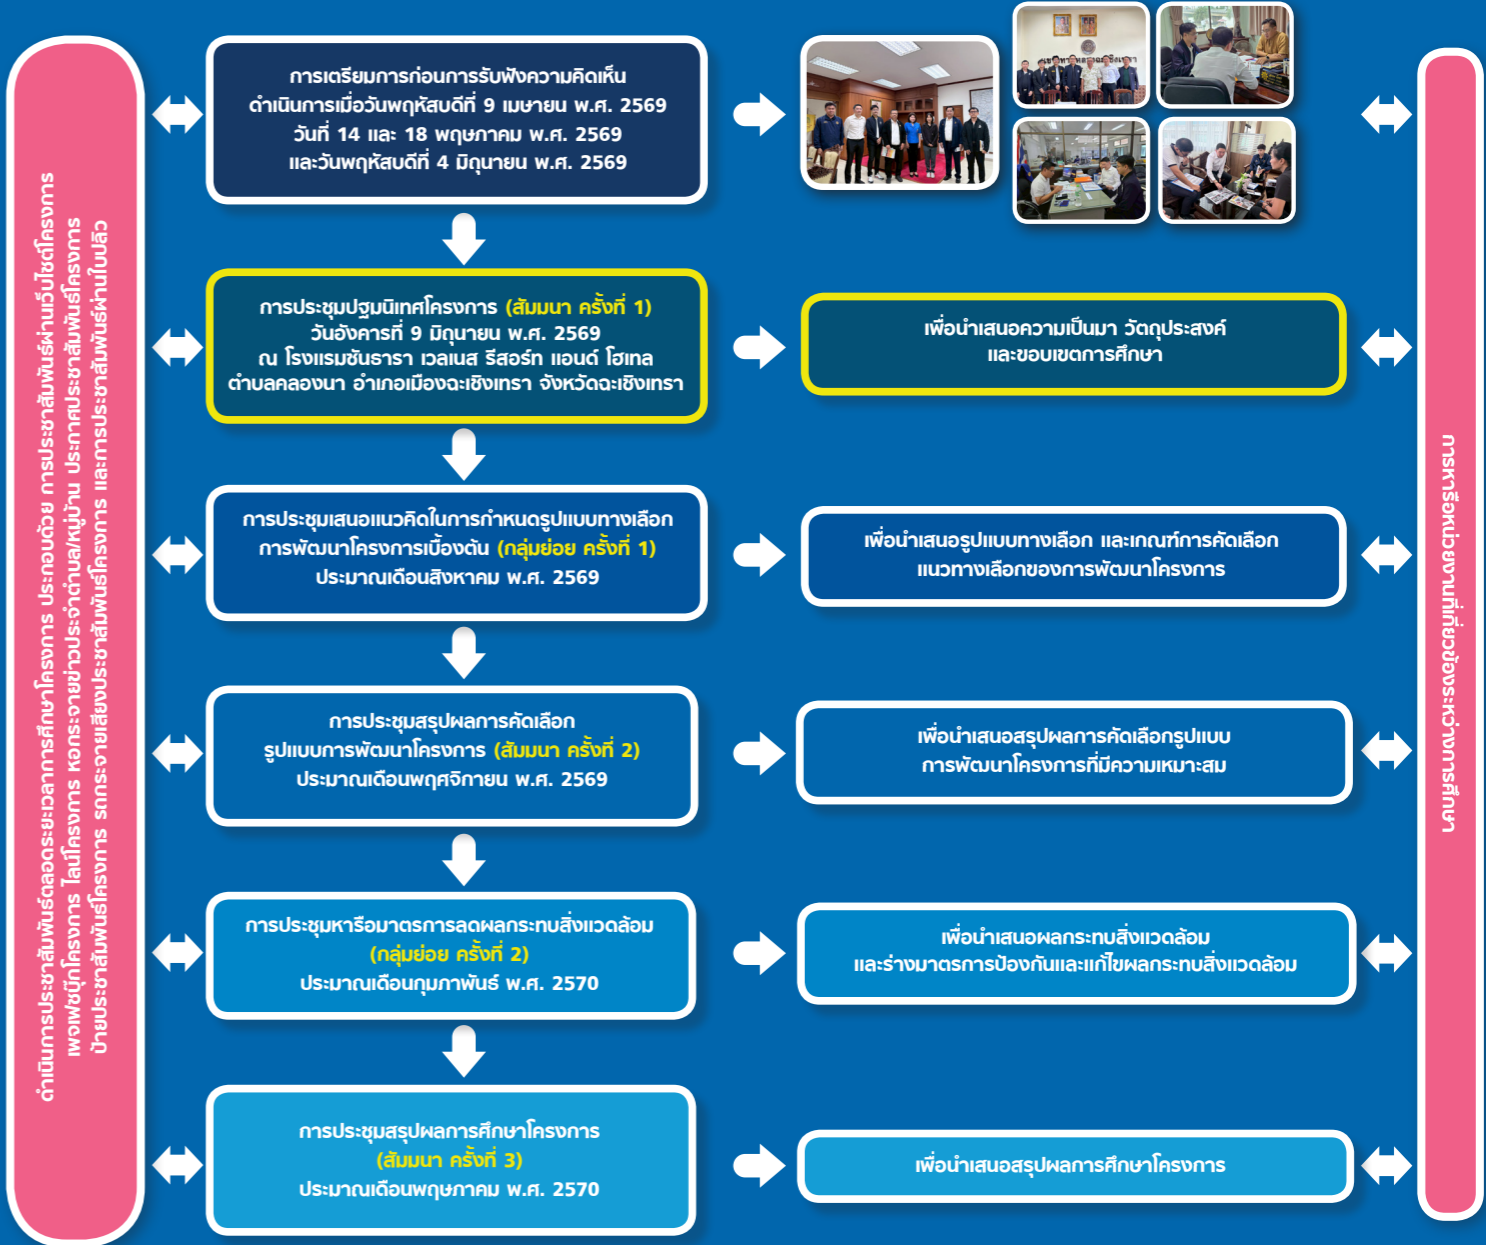 ดำเนินการประชาสัมพันธ์ตลอดระยะเวลาการศึกษาโครงการ ประกอบด้วย การประชาสัมพันธ์ผ่านเว็บไซต์โครงการ
เพจเฟซบุ๊กโครงการ ไลน์โครงการ หอกระจายข่าวประจำตำบล/หมู่บ้าน ประกาศประชาสัมพันธ์โครงการ
ป้ายประชาสัมพันธ์โครงการ รถกระจายเสียงประชาสัมพันธ์โครงการ และการประชาสัมพันธ์ผ่านใบปลิว
การเตรียมการก่อนการรับฟังความคิดเห็น
ดำเนินการเมื่อวันพฤหัสบดีที่ 9 เมษายน พ.ศ. 2569
วันที่ 14 และ 18 พฤษภาคม พ.ศ. 2569
และวันพฤหัสบดีที่ 4 มิถุนายน พ.ศ. 2569
การประชุมปฐมนิเทศโครงการ (สัมมนา ครั้งที่ 1)
วันอังคารที่ 9 มิถุนายน พ.ศ. 2569
ณ โรงแรมซันธารา เวลเนส รีสอร์ท แอนด์ โฮเทล
ตำบลคลองนา อำเภอเมืองฉะเชิงเทรา จังหวัดฉะเชิงเทรา
เพื่อนำเสนอความเป็นมา วัตถุประสงค์
และขอบเขตการศึกษา
การประชุมเสนอแนวคิดในการกำหนดรูปแบบทางเลือก
การพัฒนาโครงการเบื้องต้น (กลุ่มย่อย ครั้งที่ 1)
ประมาณเดือนสิงหาคม พ.ศ. 2569
เพื่อนำเสนอรูปแบบทางเลือก และเกณฑ์การคัดเลือก
แนวทางเลือกของการพัฒนาโครงการ
การประชุมสรุปผลการคัดเลือก
รูปแบบการพัฒนาโครงการ (สัมมนา ครั้งที่ 2)
ประมาณเดือนพฤศจิกายน พ.ศ. 2569
เพื่อนำเสนอสรุปผลการคัดเลือกรูปแบบ
การพัฒนาโครงการที่มีความเหมาะสม
การประชุมหารือมาตรการลดผลกระทบสิ่งแวดล้อม
(กลุ่มย่อย ครั้งที่ 2)
ประมาณเดือนกุมภาพันธ์ พ.ศ. 2570
เพื่อนำเสนอผลกระทบสิ่งแวดล้อม
และร่างมาตรการป้องกันและแก้ไขผลกระทบสิ่งแวดล้อม
การประชุมสรุปผลการศึกษาโครงการ
(สัมมนา ครั้งที่ 3)
ประมาณเดือนพฤษภาคม พ.ศ. 2570
เพื่อนำเสนอสรุปผลการศึกษาโครงการ
การหารือหน่วยงานที่เกี่ยวข้องระหว่างการศึกษา